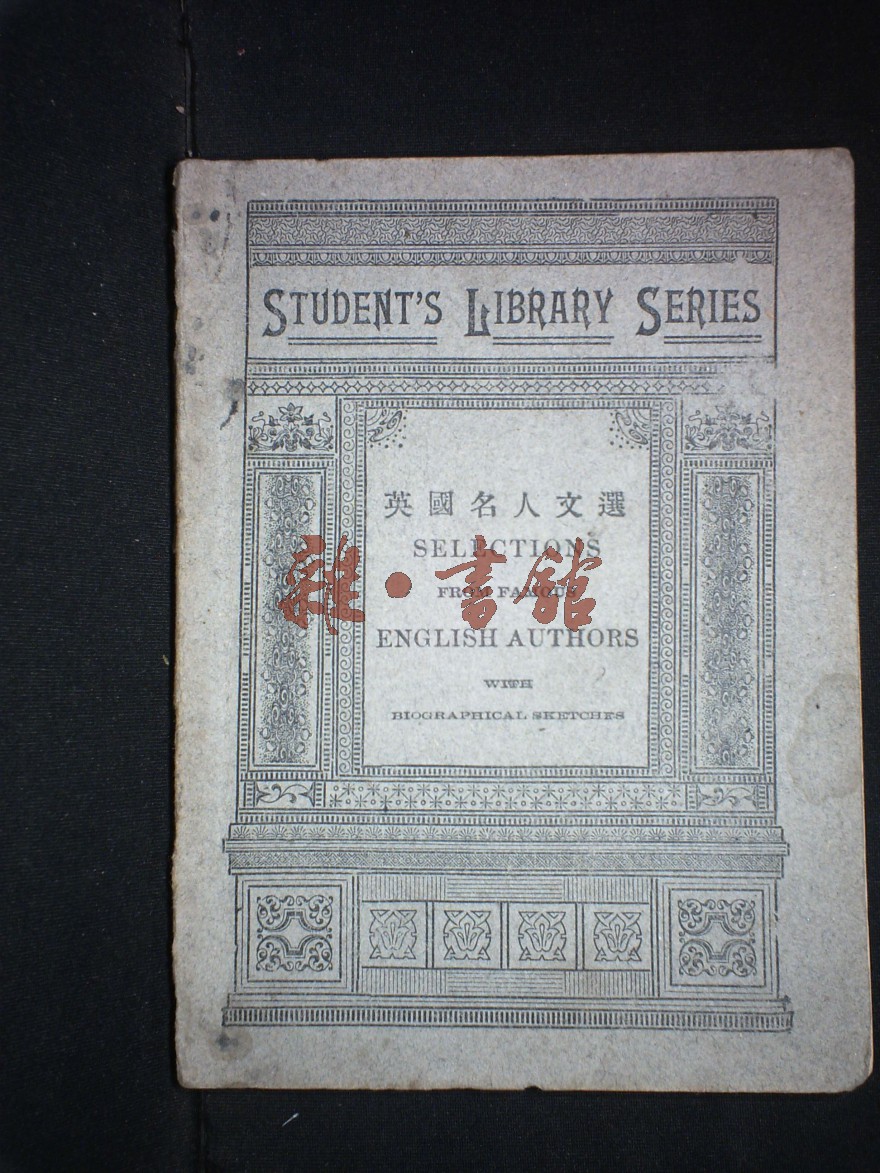 STUDENT'S LIBRARY SERIES
英國名人文選
SELECTIONS
FROM FAMOUS
雜·書館
ENGLISH AUTHORS
WITH
BIOGRAPHICAL SKETCHES